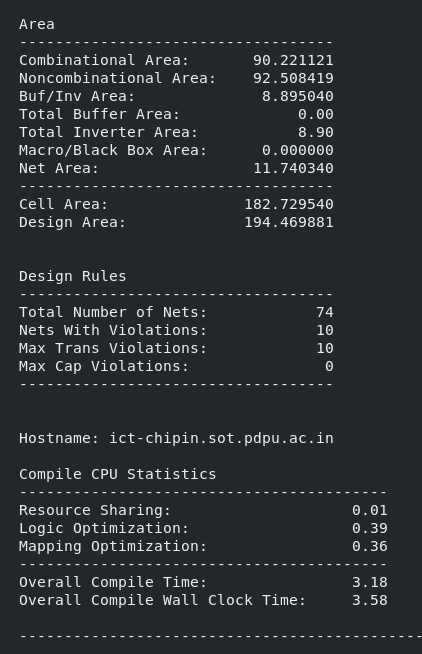 Area
-----------------------------------
Combinational Area:       90.221121
Noncombinational Area:    92.508419
Buf/Inv Area:              8.895040
Total Buffer Area:             0.00
Total Inverter Area:           8.90
Macro/Black Box Area:      0.000000
Net Area:                 11.740340
-----------------------------------
Cell Area:               182.729540
Design Area:             194.469881
Design Rules
-----------------------------------
Total Number of Nets:            74
Nets With Violations:            10
Max Trans Violations:            10
Max Cap Violations:               0
-----------------------------------
Hostname: ict-chipin.sot.pdpu.ac.in
Compile CPU Statistics
-----------------------------------------
Resource Sharing:                    0.01
Logic Optimization:                  0.39
Mapping Optimization:                0.36
-----------------------------------------
Overall Compile Time:                3.18
Overall Compile Wall Clock Time:     3.58
---------------------------------------------